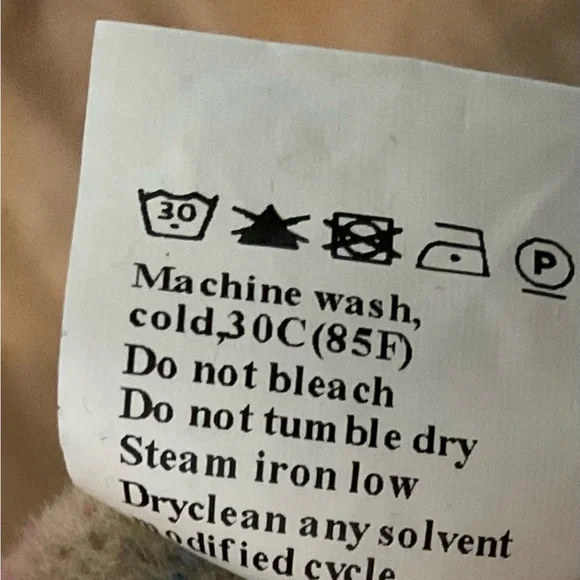 30
P
Machine wash,
cold,30C(85F)
Do not bleach
Do not tumble dry
Steam iron low
Dryclean any solvent
modified cycle